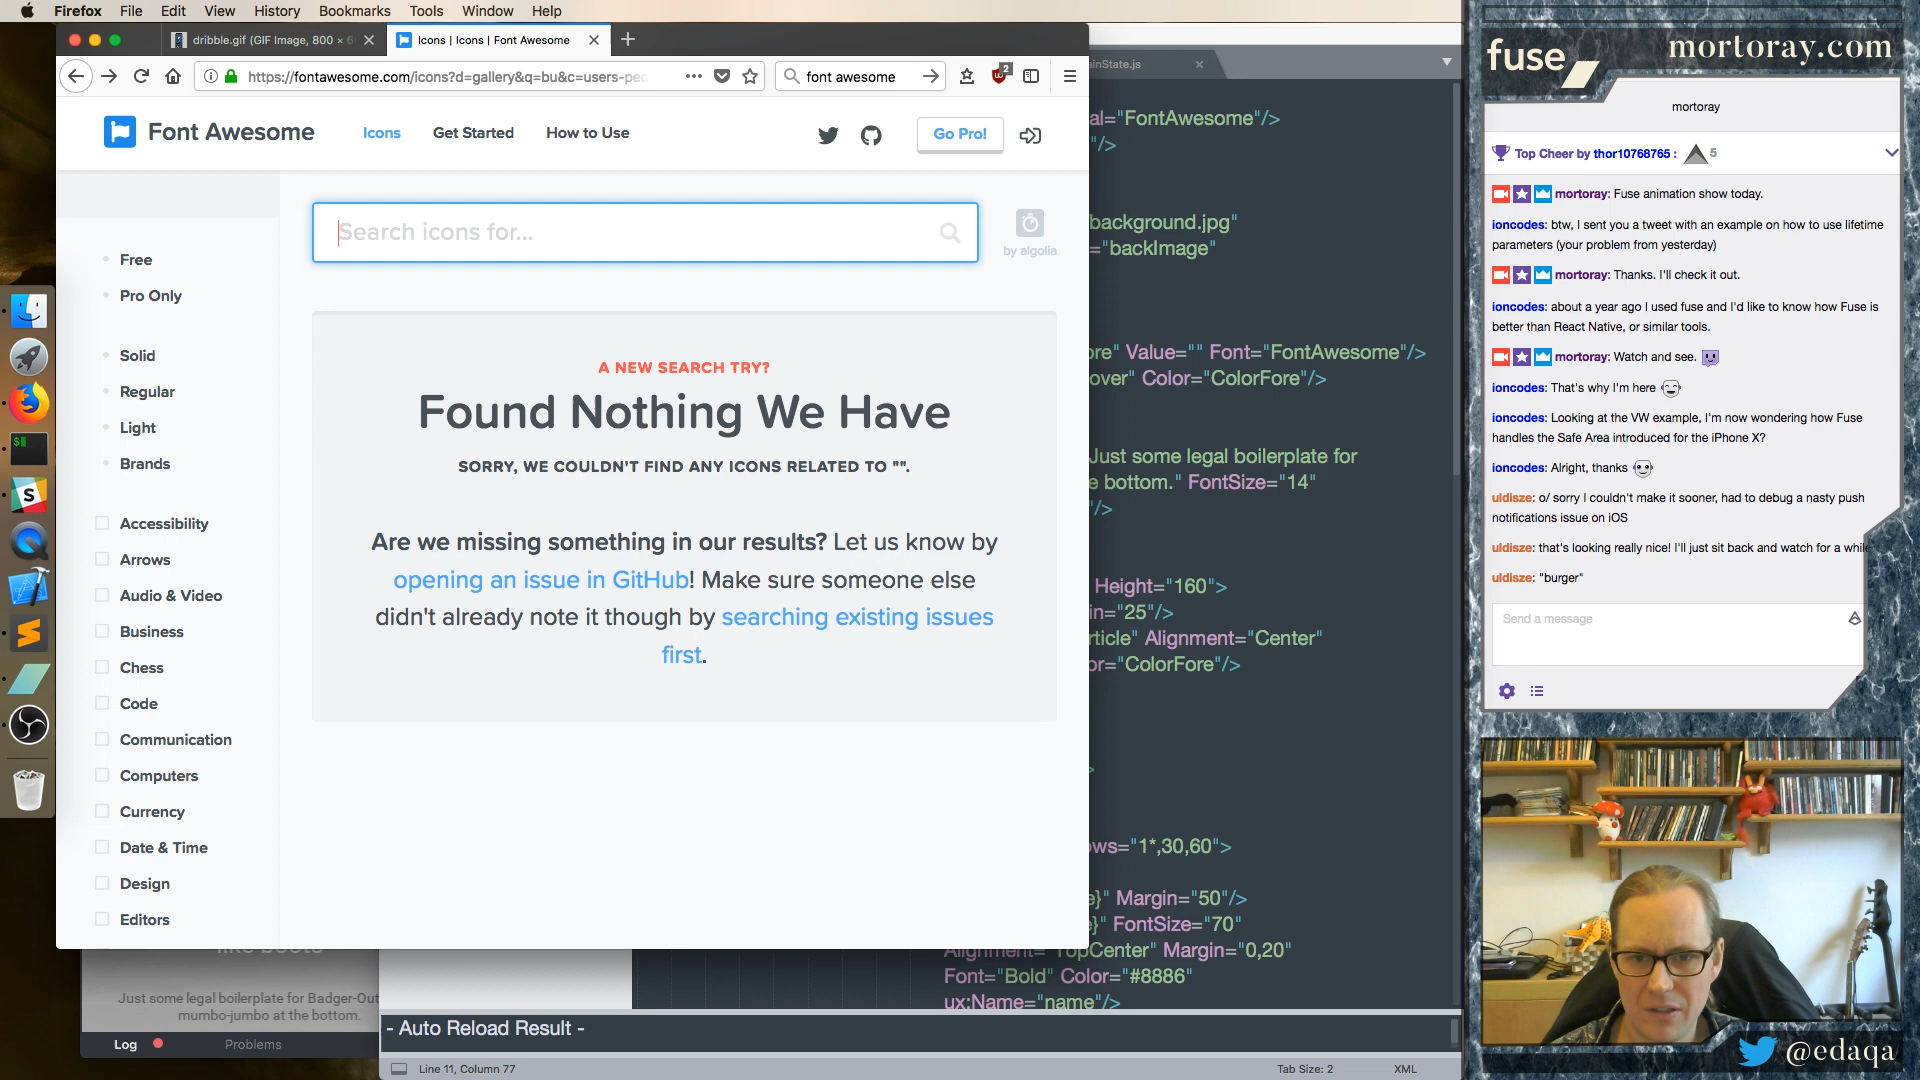 Firefox File Edit View History Bookmarks Tools Window Help
dribble.gif (GIF Image, 800 × 6
Icons | Icons | Font Awesome
https://fontawesome.com/icons?d=gallery&q=bu&c=users-peo
font awesome
2
Font Awesome
Icons
Get Started
How to Use
Go Pro!
Search icons for...
by algolia
Free
Pro Only
Solid
Regular
Light
Brands
Accessibility
Arrows
Audio & Video
Business
Chess
Code
Communication
Computers
Currency
Date & Time
Design
Editors
A NEW SEARCH TRY?
Found Nothing We Have
SORRY, WE COULDN'T FIND ANY ICONS RELATED TO "".
Are we missing something in our results? Let us know by
opening an issue in GitHub! Make sure someone else
didn't already note it though by searching existing issues
first.
Just some legal boilerplate for Badger-Out
mumbo-jumbo at the bottom.
Log
Problems
ainState.js
al="FontAwesome"/>
"/>
background.jpg"
="backImage"
ore" Value="" Font="FontAwesome"/>
over" Color="ColorFore"/>
Just some legal boilerplate for
e bottom." FontSize="14"
"/>
Height="160">
in="25"/>
rticle" Alignment="Center"
or="ColorFore"/>
>
ows="1*,30,60">
e}" Margin="50"/>
e}" FontSize="70"
Alignment="TopCenter" Margin="0,20"
Font="Bold" Color="#8886"
ux:Name="name"/>
- Auto Reload Result -
Line 11, Column 77
Tab Size: 2
XML
fuse
mortoray.com
mortoray
Top Cheer by thor10768765 : 5
mortoray: Fuse animation show today.
ioncodes: btw, I sent you a tweet with an example on how to use lifetime
parameters (your problem from yesterday)
mortoray: Thanks. I'll check it out.
ioncodes: about a year ago I used fuse and I'd like to know how Fuse is
better than React Native, or similar tools.
mortoray: Watch and see.
ioncodes: That's why I'm here
ioncodes: Looking at the VW example, I'm now wondering how Fuse
handles the Safe Area introduced for the iPhone X?
ioncodes: Alright, thanks
uldisze: o/ sorry I couldn't make it sooner, had to debug a nasty push
notifications issue on iOS
uldisze: that's looking really nice! I'll just sit back and watch for a while
uldisze: "burger"
Send a message
@edaqa